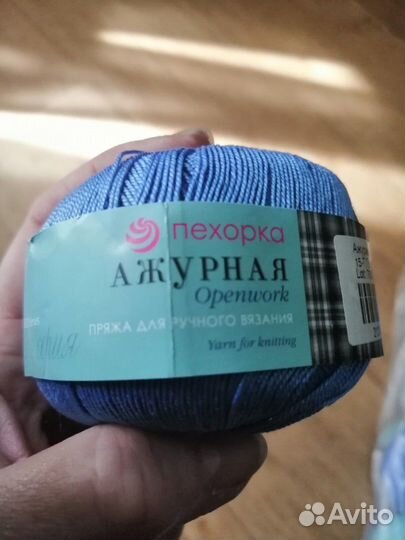 пехорка
АЖУРНАЯ
Openwork
ПРЯЖА ДЛЯ РУЧНОГО ВЯЗАНИЯ
Yarn for knitting
Avito